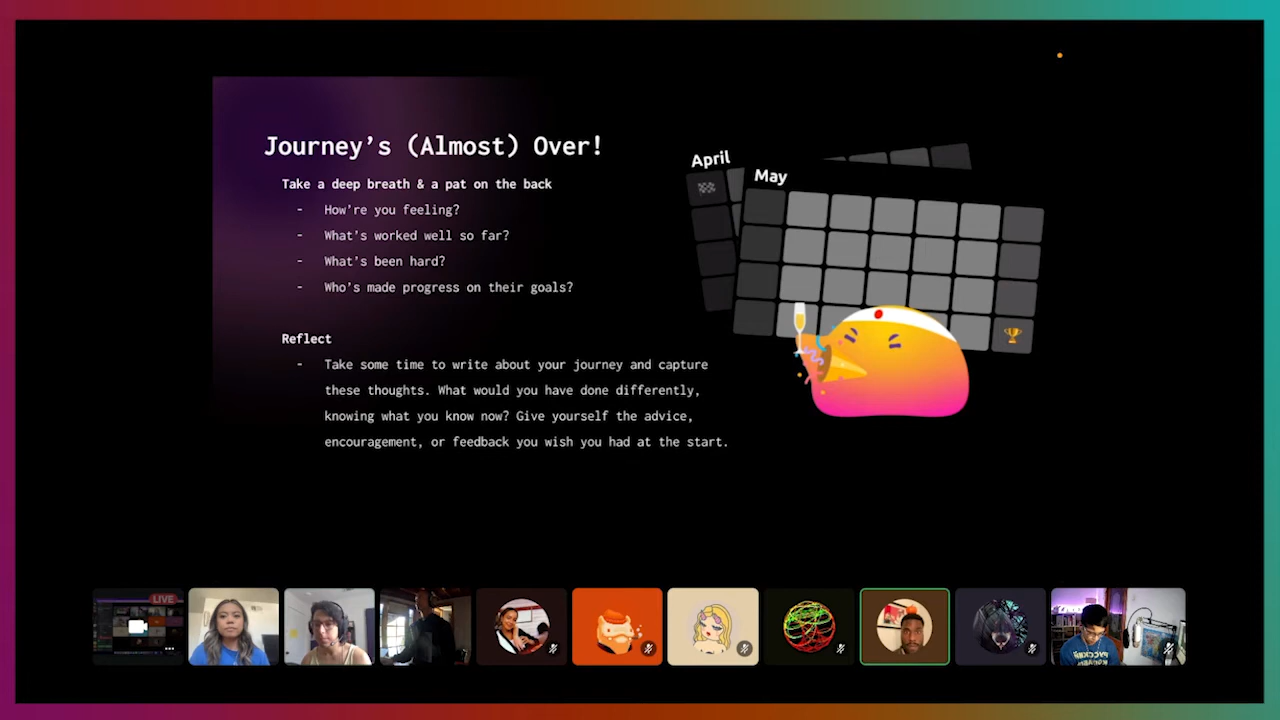 Journey's (Almost) Over!
Take a deep breath & a pat on the back
- How're you feeling?
- What's worked well so far?
- What's been hard?
- Who's made progress on their goals?
Reflect
- Take some time to write about your journey and capture
these thoughts. What would you have done differently,
knowing what you know now? Give yourself the advice,
encouragement, or feedback you wish you had at the start.
April
May
LIVE